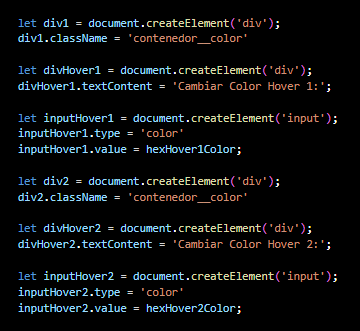 let div1 = document.createElement('div');
div1.className = 'contenedor__color'
let divHover1 = document.createElement('div');
divHover1.textContent = 'Cambiar Color Hover 1:';
let inputHover1 = document.createElement('input');
inputHover1.type = 'color'
inputHover1.value = hexHover1Color;
let div2 = document.createElement('div');
div2.className = 'contenedor__color'
let divHover2 = document.createElement('div');
divHover2.textContent = 'Cambiar Color Hover 2:';
let inputHover2 = document.createElement('input');
inputHover2.type = 'color'
inputHover2.value = hexHover2Color;